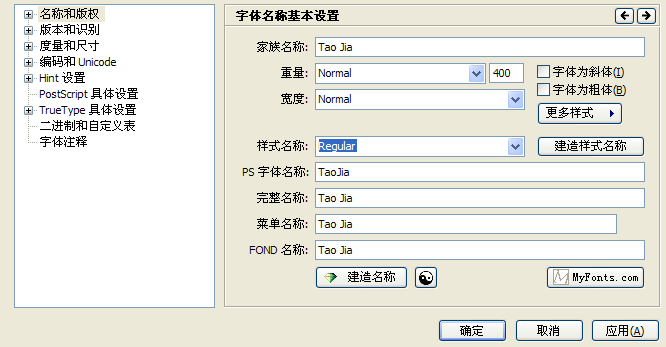 名称和版权
版本和识别
度量和尺寸
编码和 Unicode
Hint 设置
PostScript 具体设置
TrueType 具体设置
二进制和自定义表
字体注释
字体名称基本设置
家族名称: Tao Jia
重量: Normal 400 字体为斜体(I)
宽度: Normal 字体为粗体(B)
更多样式
样式名称: Regular 建造样式名称
PS 字体名称: TaoJia
完整名称: Tao Jia
菜单名称: Tao Jia
FOND 名称: Tao Jia
建造名称 MyFonts.com
确定 取消 应用(A)